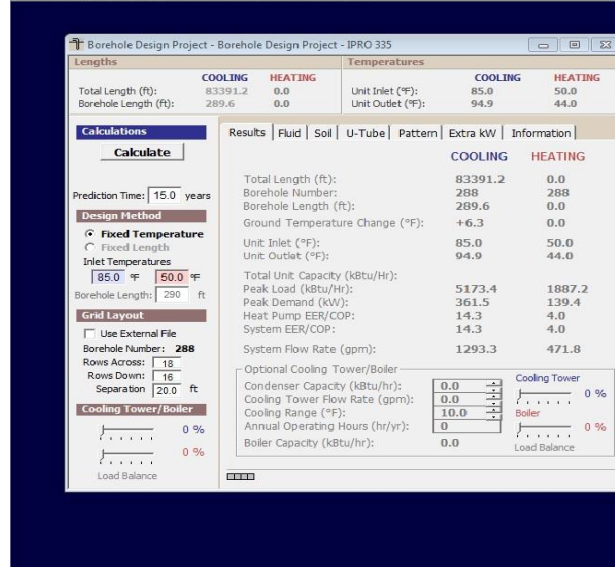 Borehole Design Project - Borehole Design Project - IPRO 335
Lengths Temperatures
COOLING HEATING COOLING HEATING
Total Length (ft): 83391.2 0.0 Unit Inlet (°F): 85.0 50.0
Borehole Length (ft): 289.6 0.0 Unit Outlet (°F): 94.9 44.0
Calculations
Calculate
Prediction Time: 15.0 years
Design Method
Fixed Temperature
Fixed Length
Inlet Temperatures
85.0 °F 50.0 °F
Borehole Length: 290 ft
Grid Layout
Use External File
Borehole Number: 288
Rows Across: 18
Rows Down: 16
Separation 20.0 ft
Cooling Tower/Boiler
0 %
0 %
Load Balance
Results Fluid Soil U-Tube Pattern Extra kW Information
COOLING HEATING
Total Length (ft): 83391.2 0.0
Borehole Number: 288 288
Borehole Length (ft): 289.6 0.0
Ground Temperature Change (°F): +6.3 0.0
Unit Inlet (°F): 85.0 50.0
Unit Outlet (°F): 94.9 44.0
Total Unit Capacity (kBtu/Hr):
Peak Load (kBtu/Hr): 5173.4 1887.2
Peak Demand (kW): 361.5 139.4
Heat Pump EER/COP: 14.3 4.0
System EER/COP: 14.3 4.0
System Flow Rate (gpm): 1293.3 471.8
Optional Cooling Tower/Boiler
Condenser Capacity (kBtu/hr): 0.0
Cooling Tower Flow Rate (gpm): 0.0
Cooling Range (°F): 10.0
Annual Operating Hours (hr/yr): 0
Boiler Capacity (kBtu/hr): 0.0
Cooling Tower
0 %
Boiler
0 %
Load Balance